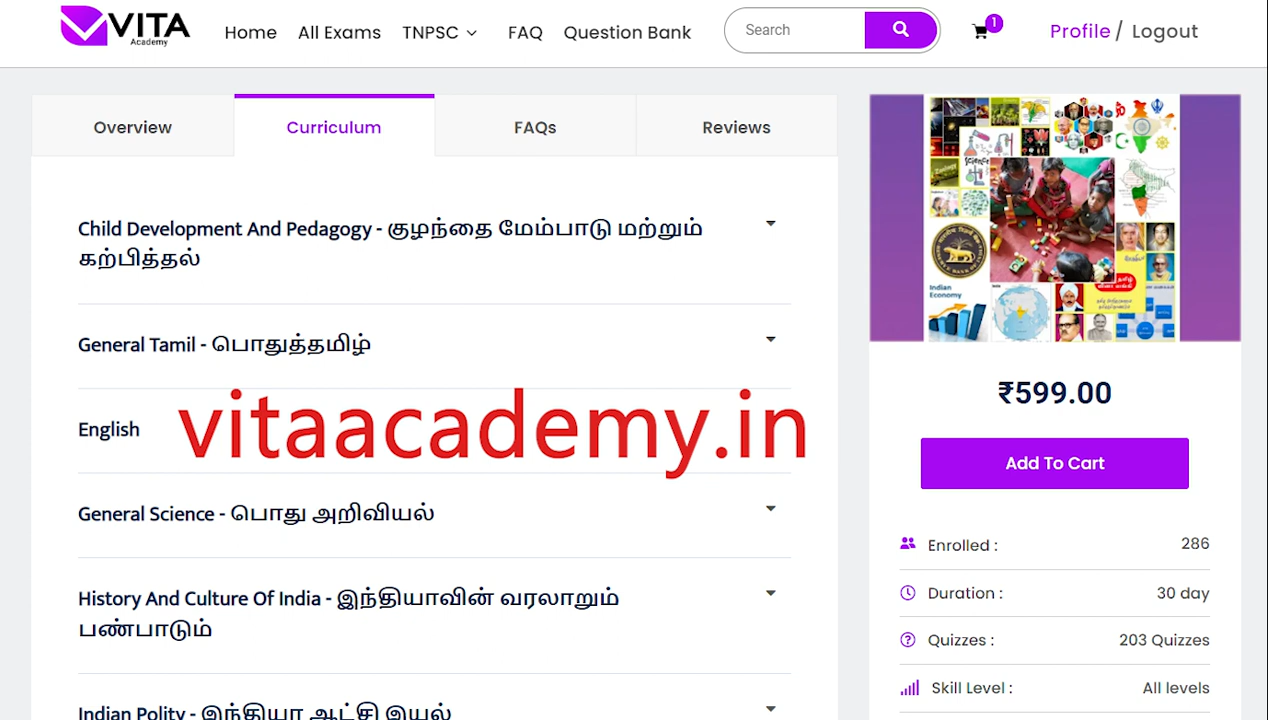 VITA
Academy
Home
All Exams
TNPSC
FAQ
Question Bank
Search
1
Profile / Logout
Overview
Curriculum
FAQs
Reviews
Child Development And Pedagogy - குழந்தை மேம்பாடு மற்றும்
கற்பித்தல்
General Tamil - பொதுத்தமிழ்
English
vitaacademy.in
General Science - பொது அறிவியல்
History And Culture Of India - இந்தியாவின் வரலாறும்
பண்பாடும்
Indian Polity - இந்தியா ஆட்சி இயல்
Science
Indian
Economy
₹599.00
Add To Cart
Enrolled : 286
Duration : 30 day
Quizzes : 203 Quizzes
Skill Level : All levels